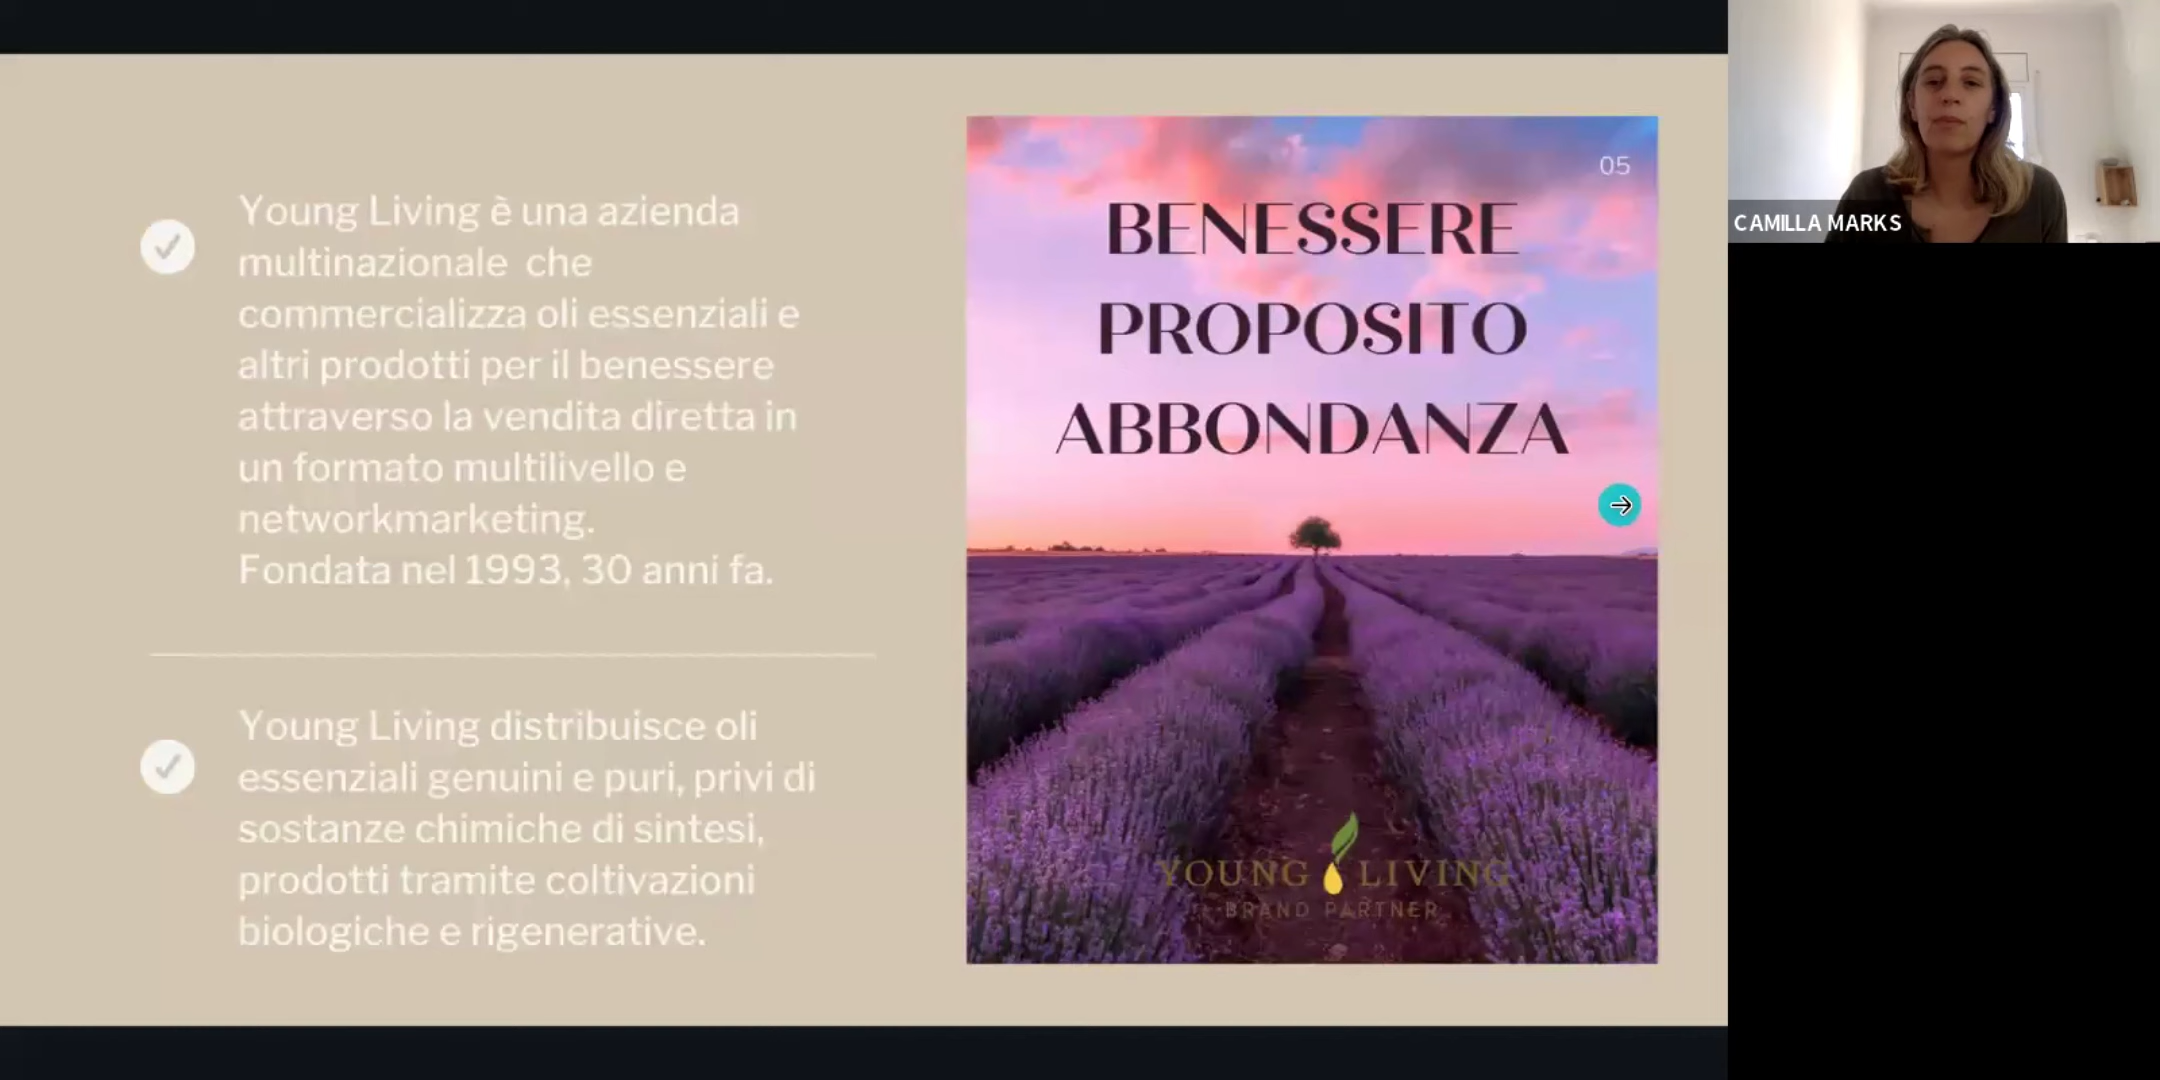 Young Living è una azienda
multinazionale che
commercializza oli essenziali e
altri prodotti per il benessere
attraverso la vendita diretta in
un formato multilivello e
networkmarketing.
Fondata nel 1993, 30 anni fa.
Young Living distribuisce oli
essenziali genuini e puri, privi di
sostanze chimiche di sintesi,
prodotti tramite coltivazioni
biologiche e rigenerative.
05
BENESSERE
PROPOSITO
ABBONDANZA
YOUNG LIVING
BRAND PARTNER
CAMILLA MARKS